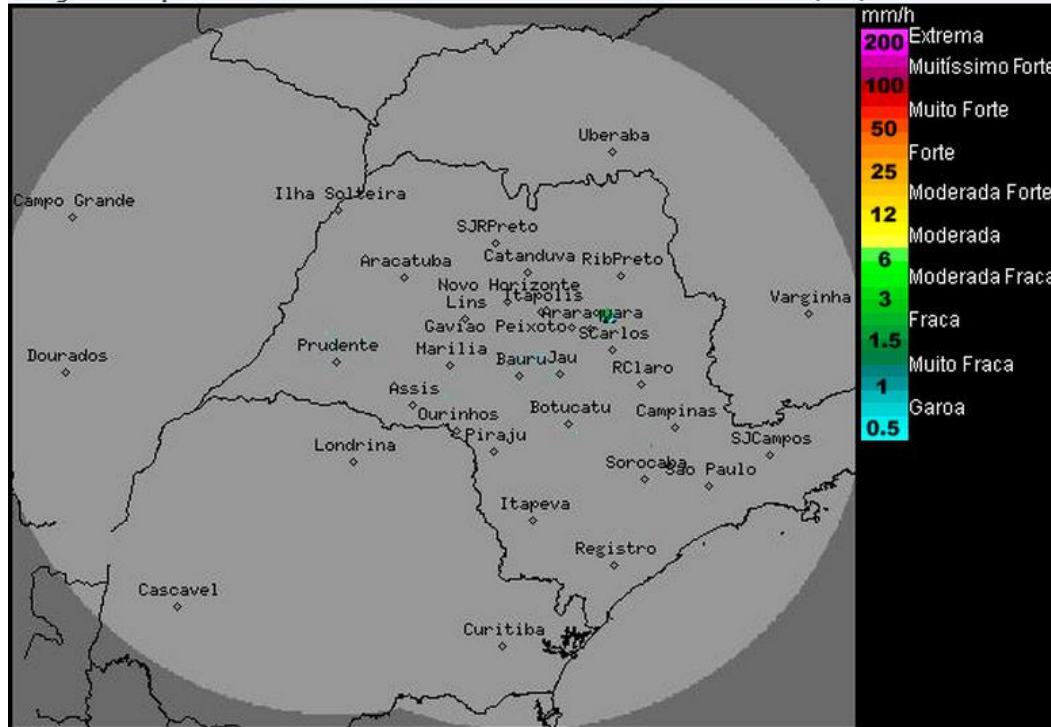 mm/h
200 Extrema
Muitíssimo Forte
100
Muito Forte
50
Forte
25
Moderada Forte
12
Moderada
6
Moderada Fraca
3
Fraca
1.5
Muito Fraca
1
Garoa
0.5
Uberaba
Ilha Solteira
Campo Grande
SJRPreto
Catanduva
RibPreto
Aracatuba
Novo Horizonte
Itapolis
Lins
Araraquara
Varginha
Gaviao Peixoto
SCarlos
Prudente
Marilia
Bauru
Jau
Dourados
RClaro
Assis
Ourinhos
Botucatu
Campinas
Piraju
Londrina
SJCampos
Sorocaba
Sao Paulo
Itapeva
Registro
Cascavel
Curitiba